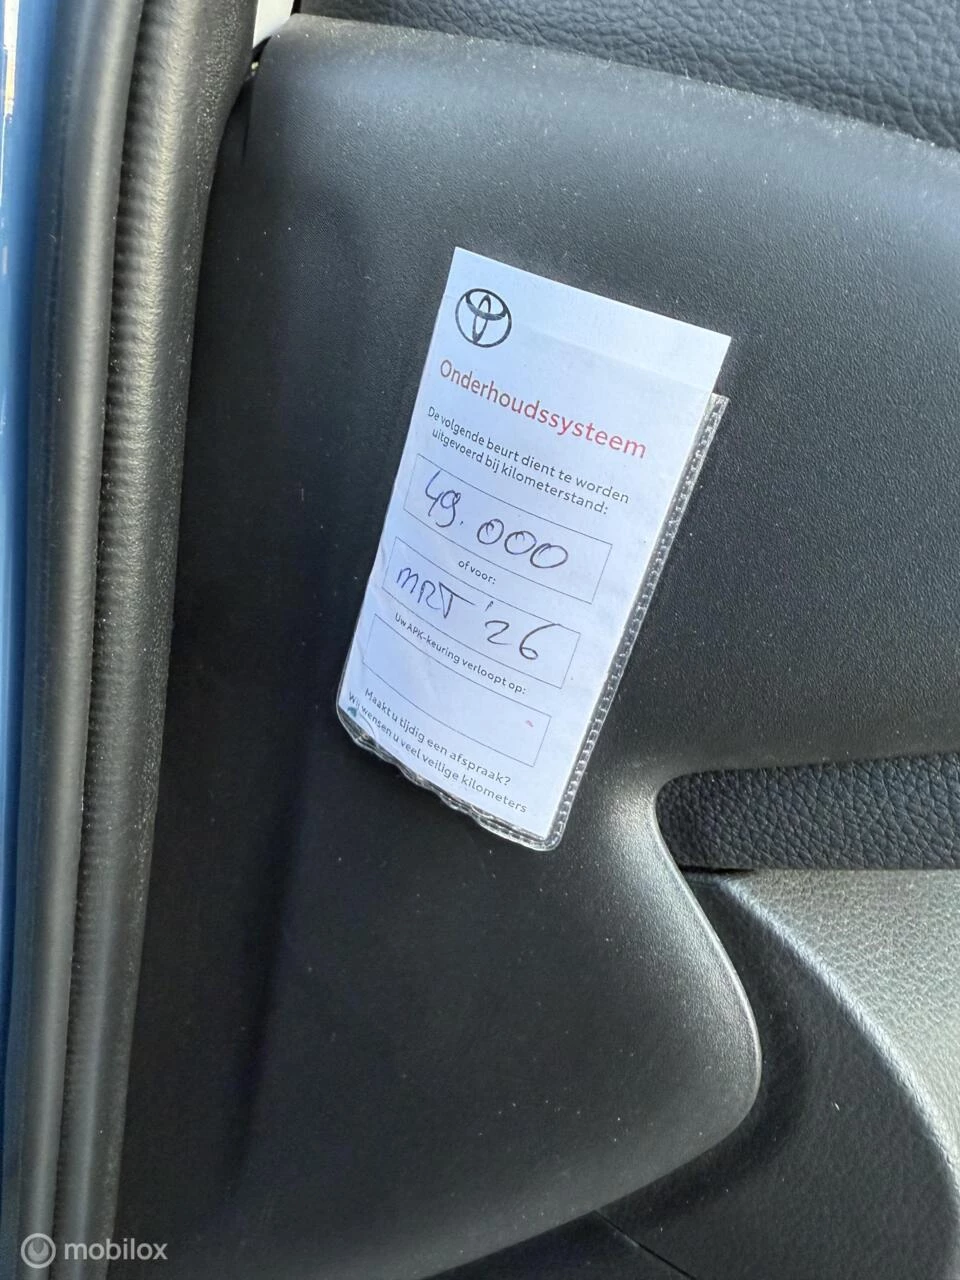 Onderhoudssysteem
De volgende beurt dient te worden
uitgevoerd bij kilometerstand:
49.000
of voor:
MRT '26
Uw APK-keuring verloopt op:
Maakt u tijdig een afspraak?
Wij wensen u veel veilige kilometers
mobilox